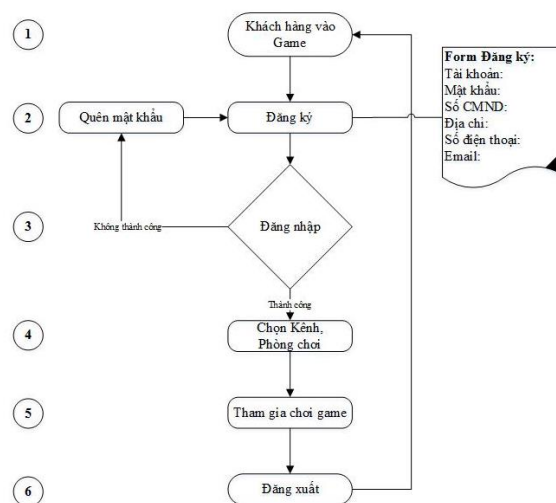 1
Khách hàng vào
Game
Form Đăng ký:
Tài khoản:
Mật khẩu:
Số CMND:
Địa chỉ:
Số điện thoại:
Email:
2
Quên mật khẩu
Đăng ký
3
Không thành công
Đăng nhập
Thành công
4
Chọn Kênh,
Phòng chơi
5
Tham gia chơi game
6
Đăng xuất